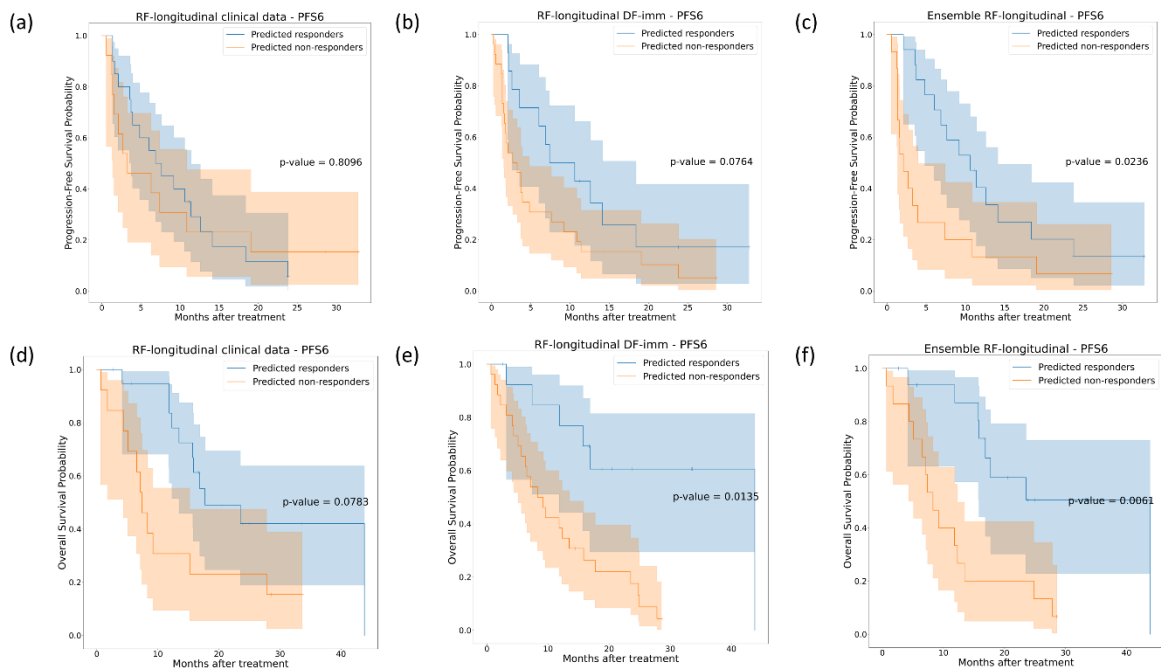 (a)
RF-longitudinal clinical data - PFS6
Predicted responders
Predicted non-responders
p-value = 0.8096
Progression-Free Survival Probability
1.0
0.8
0.6
0.4
0.2
0.0
0 5 10 15 20 25 30
Months after treatment
(b)
RF-longitudinal DF-imm - PFS6
Predicted responders
Predicted non-responders
p-value = 0.0764
Progression-Free Survival Probability
1.0
0.8
0.6
0.4
0.2
0.0
0 5 10 15 20 25 30
Months after treatment
(c)
Ensemble RF-longitudinal - PFS6
Predicted responders
Predicted non-responders
p-value = 0.0236
Progression-Free Survival Probability
1.0
0.8
0.6
0.4
0.2
0.0
0 5 10 15 20 25 30
Months after treatment
(d)
RF-longitudinal clinical data - PFS6
Predicted responders
Predicted non-responders
p-value = 0.0783
Overall Survival Probability
1.0
0.8
0.6
0.4
0.2
0.0
0 10 20 30 40
Months after treatment
(e)
RF-longitudinal DF-imm - PFS6
Predicted responders
Predicted non-responders
p-value = 0.0135
Overall Survival Probability
1.0
0.8
0.6
0.4
0.2
0.0
0 10 20 30 40
Months after treatment
(f)
Ensemble RF-longitudinal - PFS6
Predicted responders
Predicted non-responders
p-value = 0.0061
Overall Survival Probability
1.0
0.8
0.6
0.4
0.2
0.0
0 10 20 30 40
Months after treatment